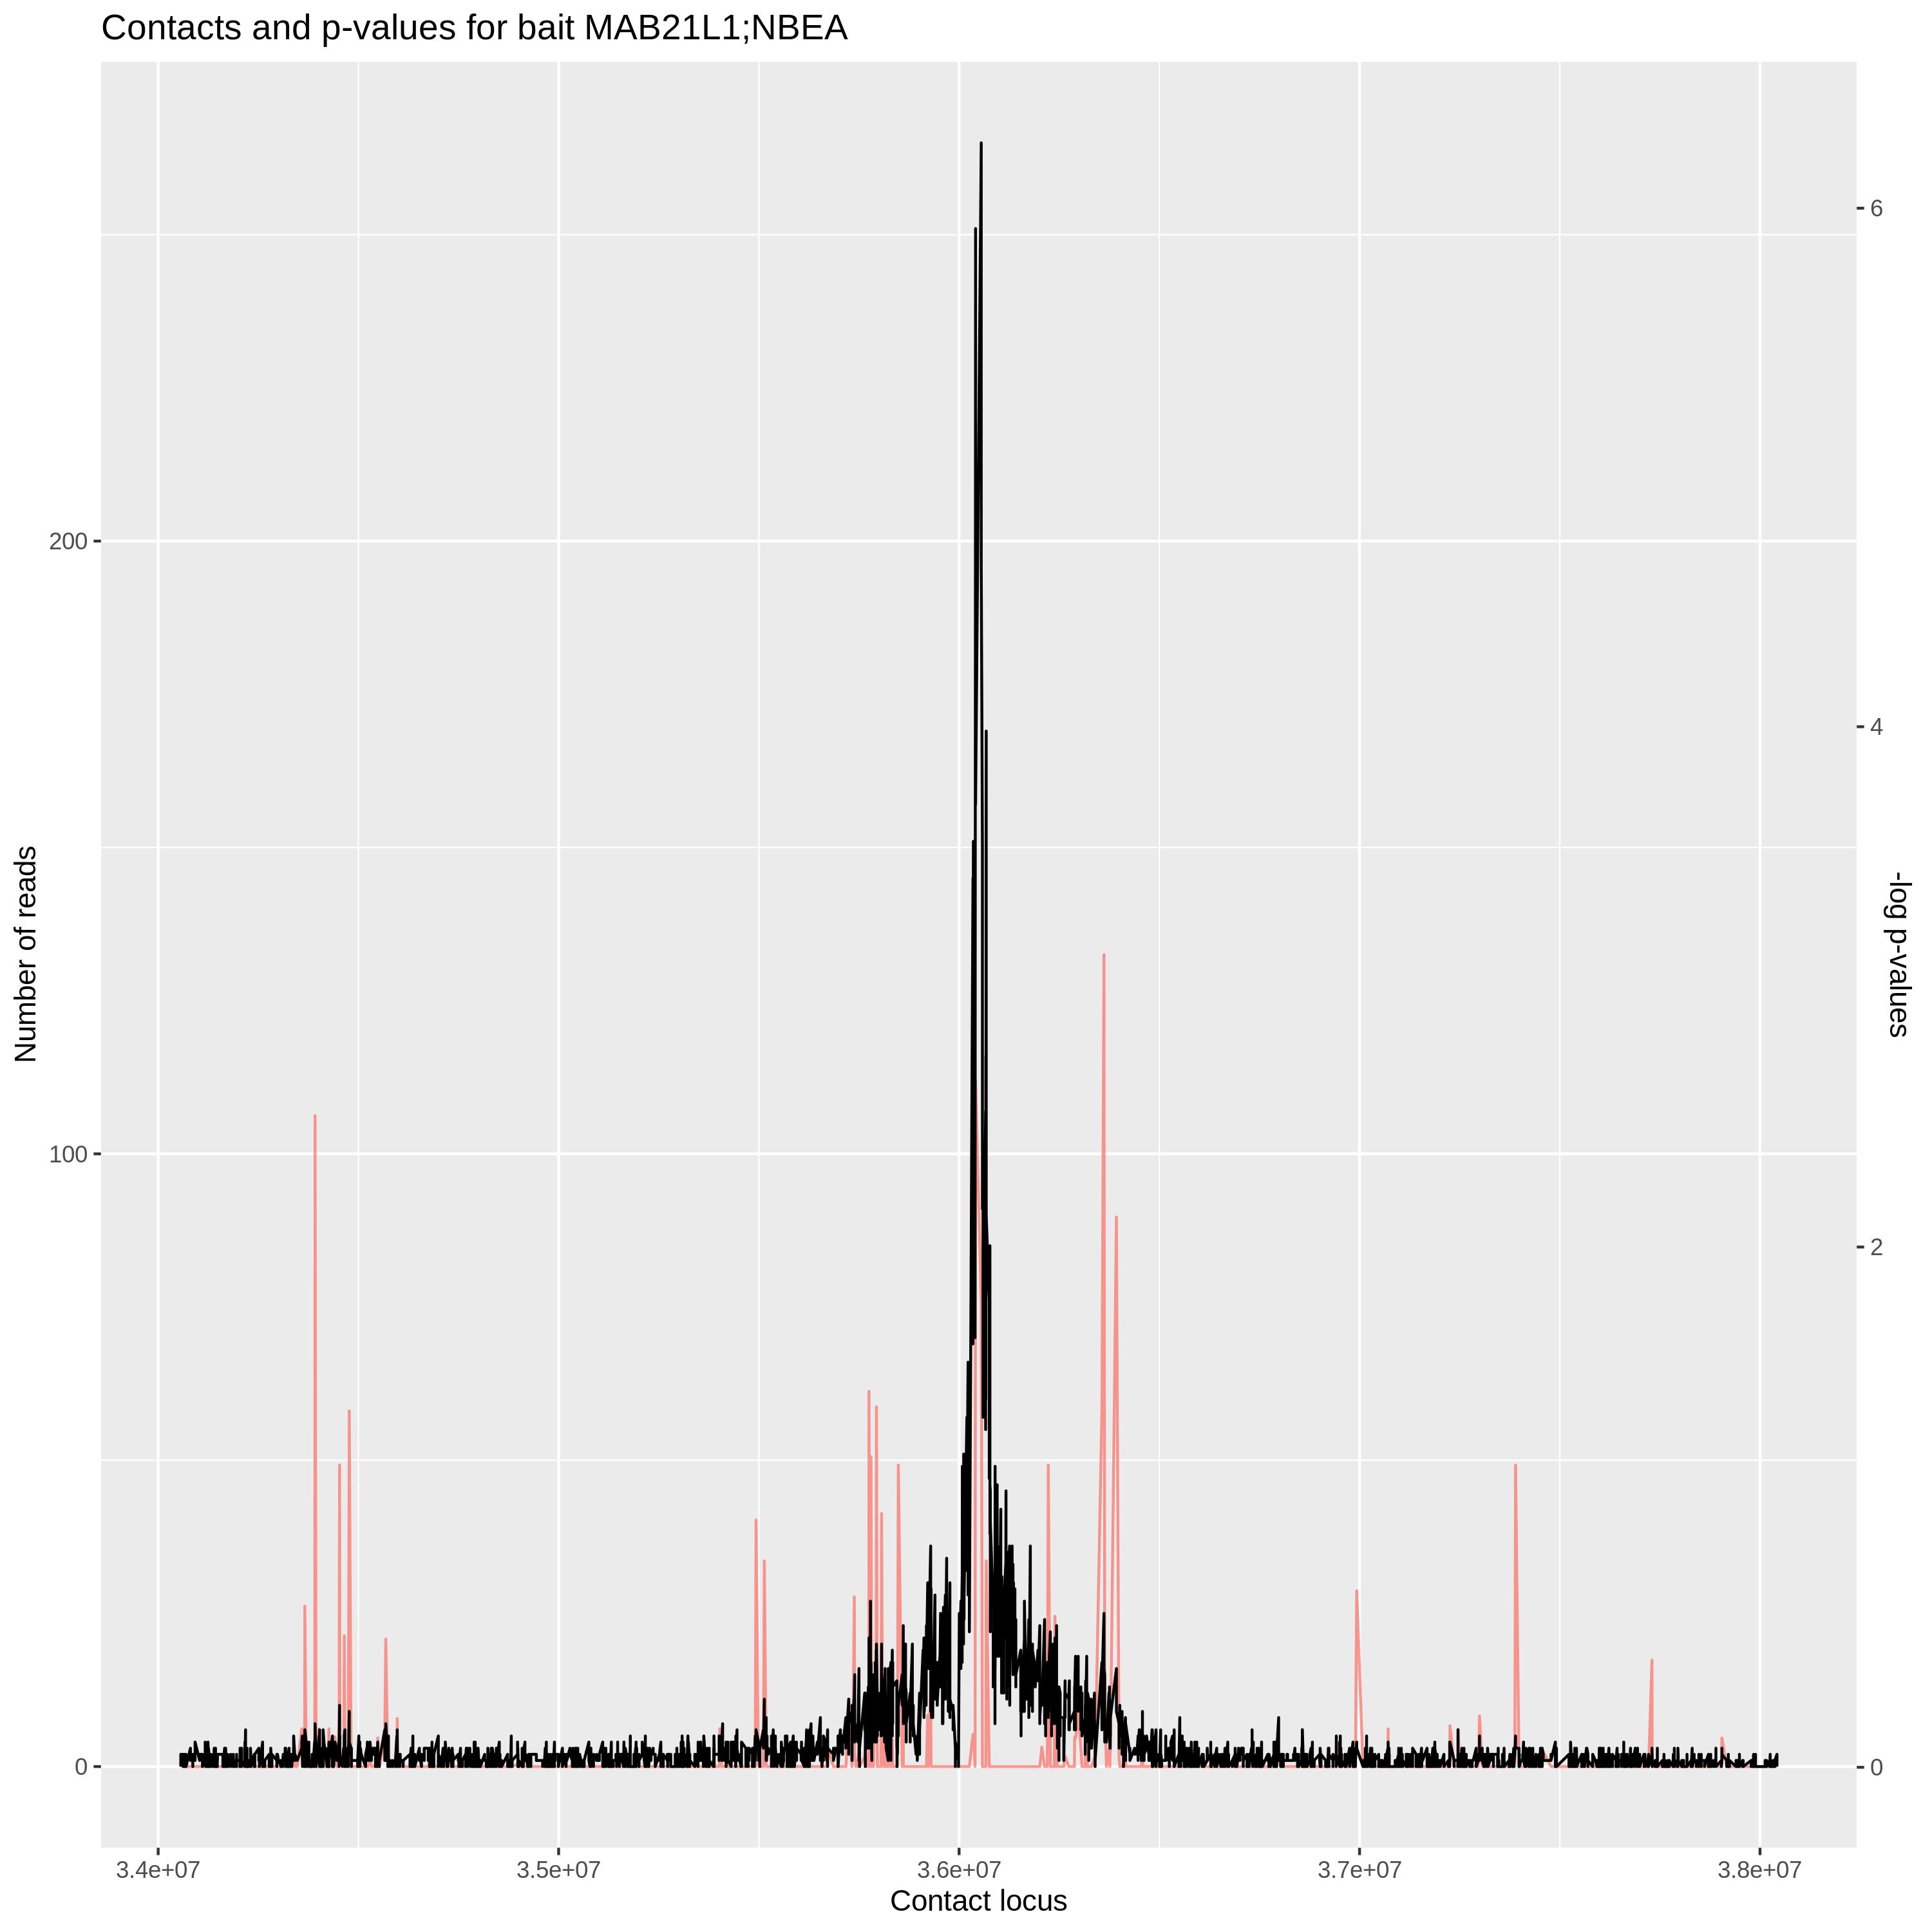 Contacts and p-values for bait MAB21L1;NBEA
Number of reads
200
100
0
6
4
2
0
-log p-values
3.4e+07
3.5e+07
3.6e+07
3.7e+07
3.8e+07
Contact locus